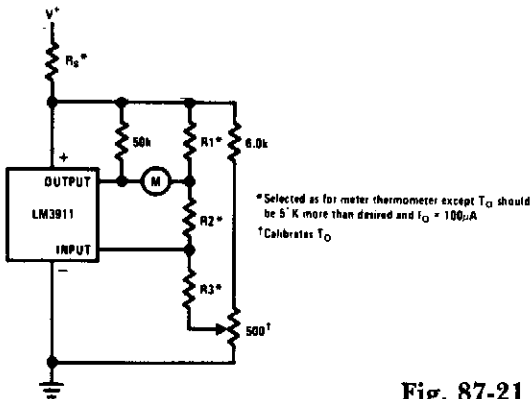 V+
Rs*
50k
R1*
6.0k
+
OUTPUT
M
LM3911
R2*
INPUT
−
R3*
500†
*Selected as for meter thermometer except TO should
be 5°K more than desired and IO = 100µA
†Calibrates TO
Fig. 87-21